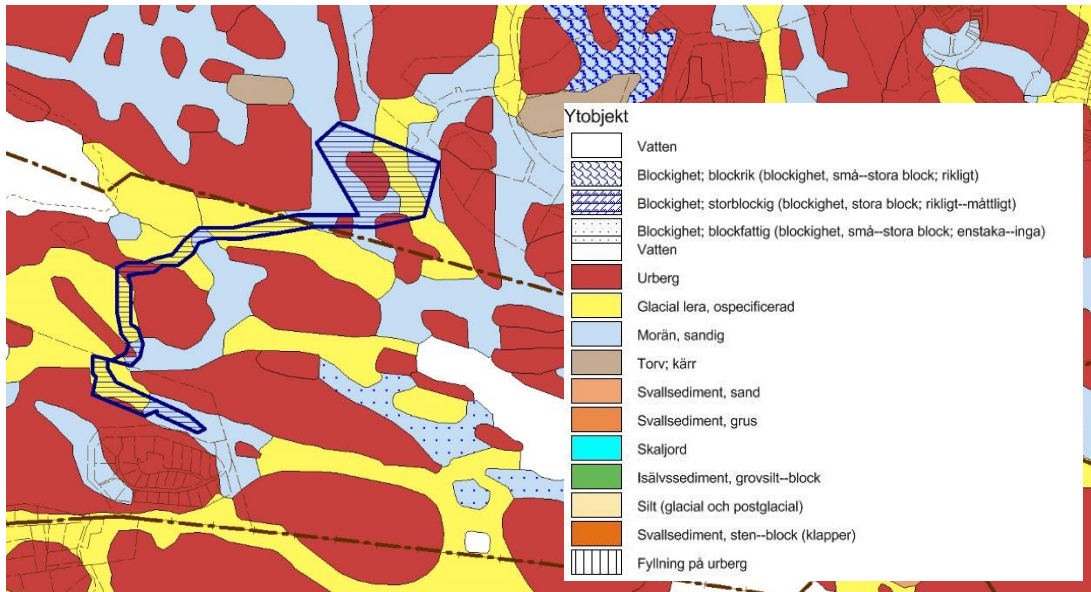 Ytobjekt
Vatten
Blockighet; blockrik (blockighet, små--stora block; rikligt)
Blockighet; storblockig (blockighet, stora block; rikligt--måttligt)
Blockighet; blockfattig (blockighet, små--stora block; enstaka--inga)
Vatten
Urberg
Glacial lera, ospecificerad
Morän, sandig
Torv; kärr
Svallsediment, sand
Svallsediment, grus
Skaljord
Isälvssediment, grovsilt--block
Silt (glacial och postglacial)
Svallsediment, sten--block (klapper)
Fyllning på urberg